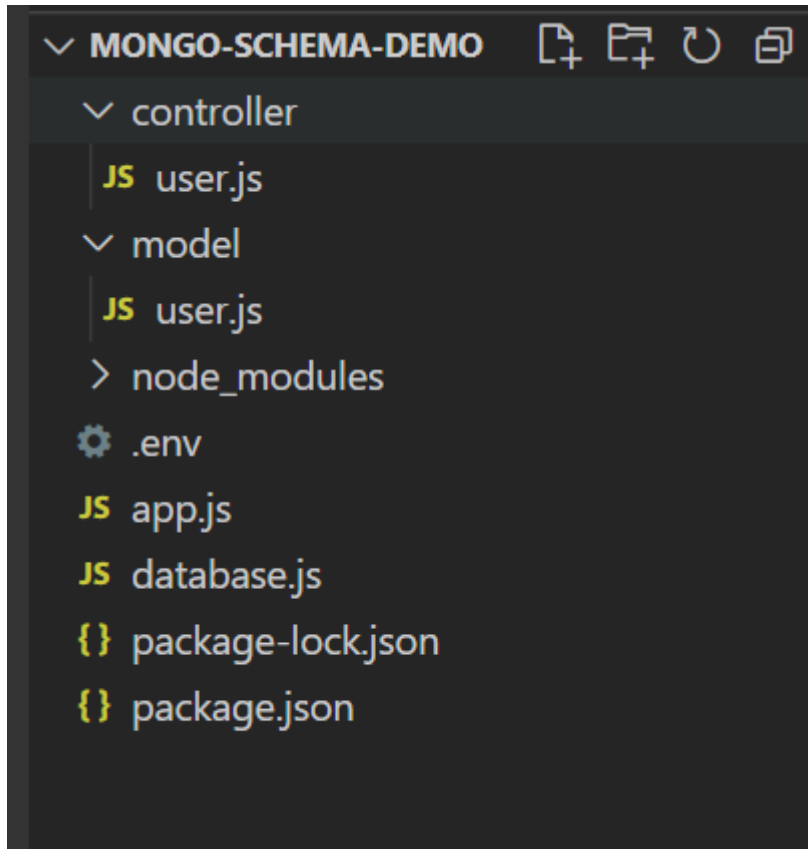 MONGO-SCHEMA-DEMO
controller
JS user.js
model
JS user.js
node_modules
.env
JS app.js
JS database.js
{} package-lock.json
{} package.json